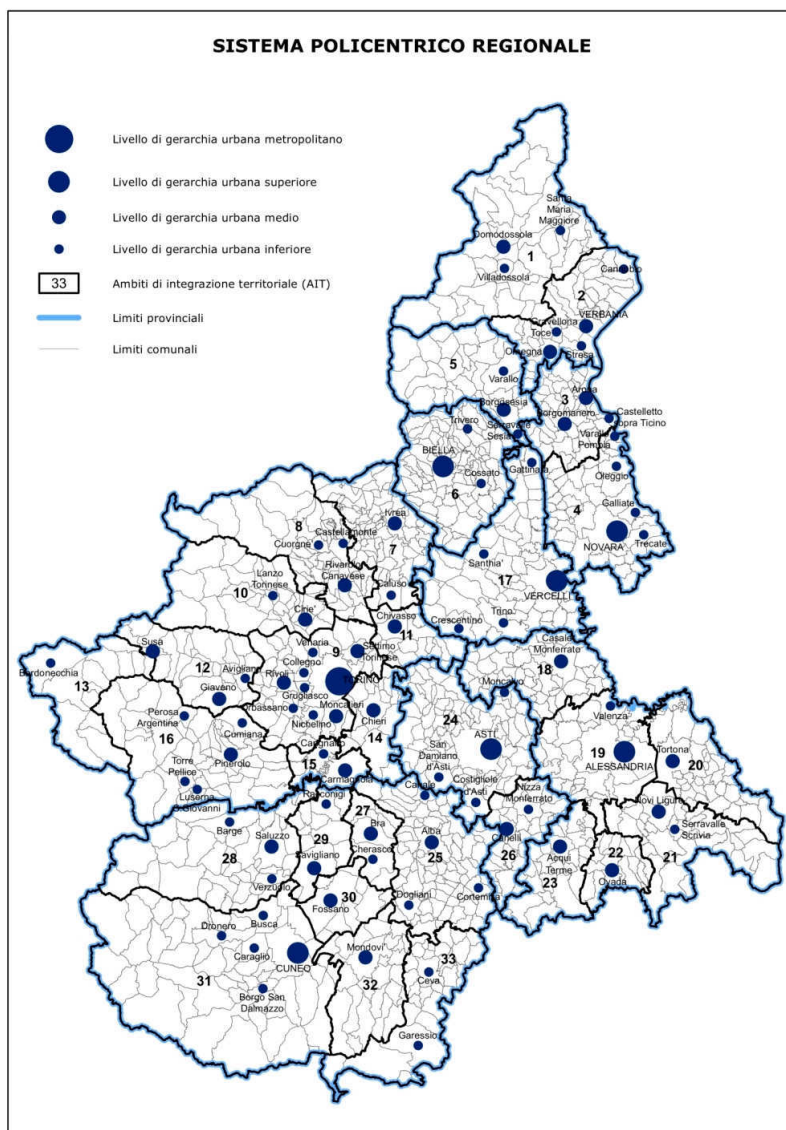 SISTEMA POLICENTRICO REGIONALE
Livello di gerarchia urbana metropolitano
Livello di gerarchia urbana superiore
Livello di gerarchia urbana medio
Livello di gerarchia urbana inferiore
33 Ambiti di integrazione territoriale (AIT)
Limiti provinciali
Limiti comunali
Santa
Maria
Maggiore
Domodossola
1
Villadossola
Cannobio
2
Gravellona
Toce
VERBANIA
Omegna
Stresa
5
Varallo
3
Arona
Borgosesia
Borgomanero
Castelletto
sopra Ticino
Trivero
Serravalle
Sesia
Varallo
Pombia
BIELLA
Gattinara
Oleggio
Cossato
6
4
Galliate
8
Ivrea
NOVARA
Trecate
Castellamonte
Cuorgne'
7
Santhia'
17
Rivarolo
Canavese
Lanzo
Torinese
10
Caluso
VERCELLI
Cirie'
Chivasso
Crescentino
Trino
11
Susa
9
Venaria
Settimo
Torinese
Casale
Monferrato
Bardonecchia
12
Avigliana
Collegno
18
13
Rivoli
TORINO
Moncalvo
Giaveno
Grugliasco
24
Orbassano
Moncalieri
Valenza
Perosa
Argentina
Nichelino
Chieri
16
Cumiana
14
ASTI
19
Tortona
Carignano
San
Damiano
d'Asti
ALESSANDRIA
20
Torre
Pellice
Pinerolo
15
Carmagnola
Costigliole
d'Asti
Nizza
Monferrato
Luserna
S.Giovanni
Racconigi
Canale
Novi Ligure
27
Barge
Bra
Canelli
Serravalle
Scrivia
Saluzzo
29
Alba
Cherasco
25
26
Acqui
Terme
22
21
28
Savigliano
23
Ovada
Verzuolo
30
Cortemilia
Fossano
Dogliani
Busca
Dronero
Mondovi'
Caraglio
CUNEO
33
31
Ceva
32
Borgo San
Dalmazzo
Garessio